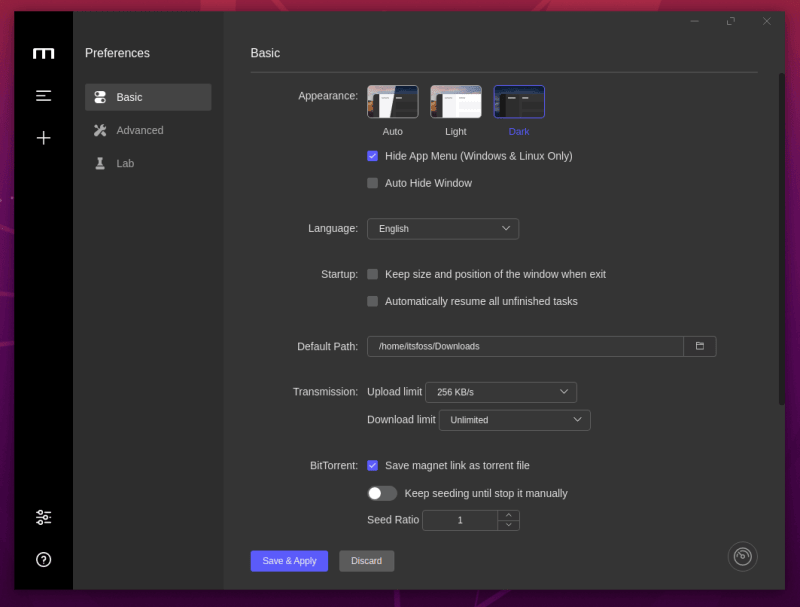 Preferences
Basic
Advanced
Lab
Basic
Appearance:
Auto
Light
Dark
Hide App Menu (Windows & Linux Only)
Auto Hide Window
Language: English
Startup: Keep size and position of the window when exit
Automatically resume all unfinished tasks
Default Path: /home/itsfoss/Downloads
Transmission: Upload limit 256 KB/s
Download limit Unlimited
BitTorrent: Save magnet link as torrent file
Keep seeding until stop it manually
Seed Ratio 1
Save & Apply Discard